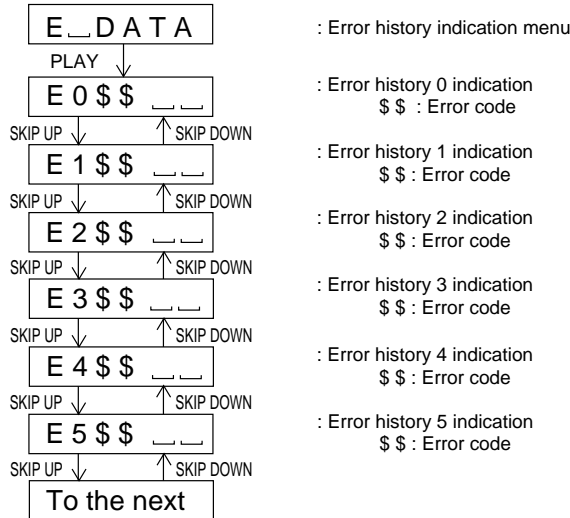 E⎵DATA : Error history indication menu
PLAY
E0$$ ⎵⎵ : Error history 0 indication
$ $ : Error code
SKIP UP SKIP DOWN
E1$$ ⎵⎵ : Error history 1 indication
$ $ : Error code
SKIP UP SKIP DOWN
E2$$ ⎵⎵ : Error history 2 indication
$ $ : Error code
SKIP UP SKIP DOWN
E3$$ ⎵⎵ : Error history 3 indication
$ $ : Error code
SKIP UP SKIP DOWN
E4$$ ⎵⎵ : Error history 4 indication
$ $ : Error code
SKIP UP SKIP DOWN
E5$$ ⎵⎵ : Error history 5 indication
$ $ : Error code
SKIP UP SKIP DOWN
To the next